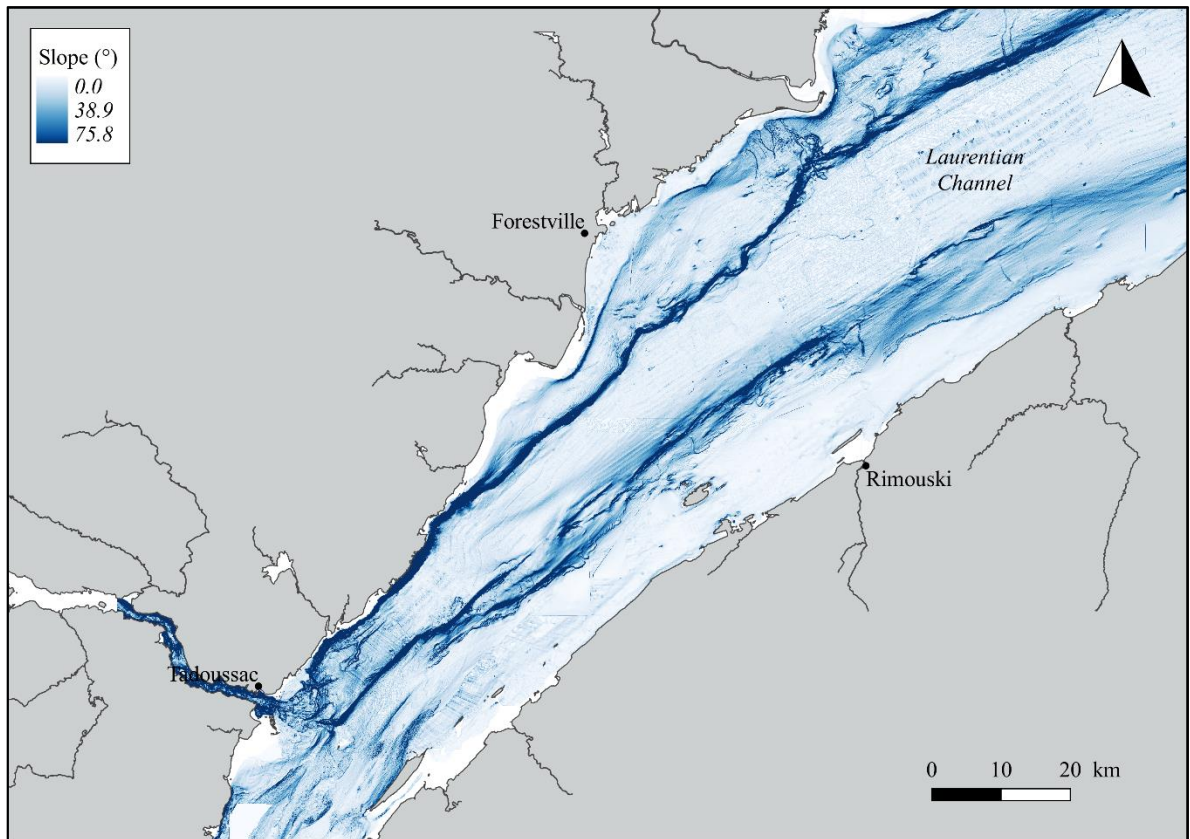 Slope (°)
0.0
38.9
75.8
Laurentian
Channel
Forestville
Rimouski
Tadoussac
0 10 20 km